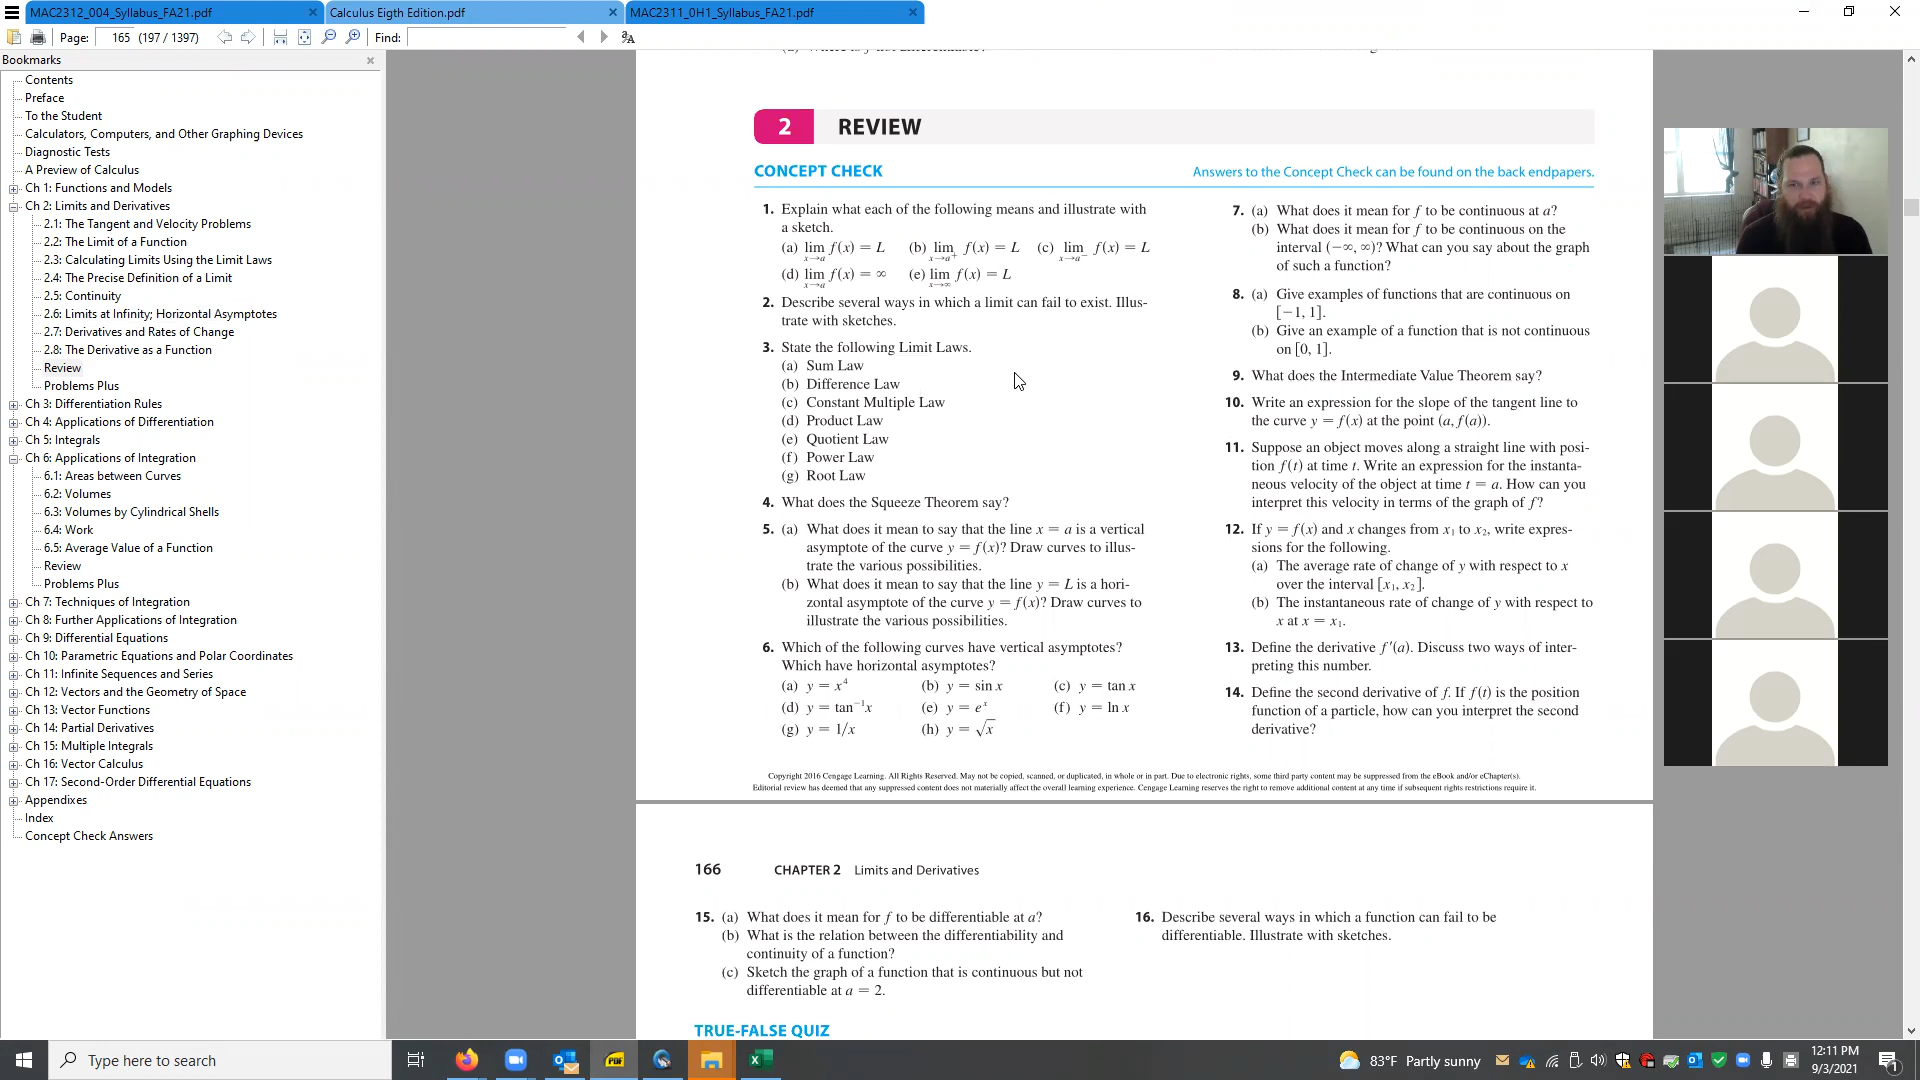 MAC2312_004_Syllabus_FA21.pdf
Calculus Eigth Edition.pdf
MAC2311_0H1_Syllabus_FA21.pdf
Page: 165 (197 / 1397)
Find:
Bookmarks
Contents
Preface
To the Student
Calculators, Computers, and Other Graphing Devices
Diagnostic Tests
A Preview of Calculus
Ch 1: Functions and Models
Ch 2: Limits and Derivatives
2.1: The Tangent and Velocity Problems
2.2: The Limit of a Function
2.3: Calculating Limits Using the Limit Laws
2.4: The Precise Definition of a Limit
2.5: Continuity
2.6: Limits at Infinity; Horizontal Asymptotes
2.7: Derivatives and Rates of Change
2.8: The Derivative as a Function
Review
Problems Plus
Ch 3: Differentiation Rules
Ch 4: Applications of Differentiation
Ch 5: Integrals
Ch 6: Applications of Integration
6.1: Areas between Curves
6.2: Volumes
6.3: Volumes by Cylindrical Shells
6.4: Work
6.5: Average Value of a Function
Review
Problems Plus
Ch 7: Techniques of Integration
Ch 8: Further Applications of Integration
Ch 9: Differential Equations
Ch 10: Parametric Equations and Polar Coordinates
Ch 11: Infinite Sequences and Series
Ch 12: Vectors and the Geometry of Space
Ch 13: Vector Functions
Ch 14: Partial Derivatives
Ch 15: Multiple Integrals
Ch 16: Vector Calculus
Ch 17: Second-Order Differential Equations
Appendixes
Index
Concept Check Answers
2 REVIEW
CONCEPT CHECK
Answers to the Concept Check can be found on the back endpapers.
1. Explain what each of the following means and illustrate with
a sketch.
(a) lim x→a f(x) = L (b) lim x→a⁺ f(x) = L (c) lim x→a⁻ f(x) = L
(d) lim x→a f(x) = ∞ (e) lim x→∞ f(x) = L
2. Describe several ways in which a limit can fail to exist. Illus-
trate with sketches.
3. State the following Limit Laws.
(a) Sum Law
(b) Difference Law
(c) Constant Multiple Law
(d) Product Law
(e) Quotient Law
(f) Power Law
(g) Root Law
4. What does the Squeeze Theorem say?
5. (a) What does it mean to say that the line x = a is a vertical
asymptote of the curve y = f(x)? Draw curves to illus-
trate the various possibilities.
(b) What does it mean to say that the line y = L is a hori-
zontal asymptote of the curve y = f(x)? Draw curves to
illustrate the various possibilities.
6. Which of the following curves have vertical asymptotes?
Which have horizontal asymptotes?
(a) y = x⁴ (b) y = sin x (c) y = tan x
(d) y = tan⁻¹x (e) y = eˣ (f) y = ln x
(g) y = 1/x (h) y = √x
7. (a) What does it mean for f to be continuous at a?
(b) What does it mean for f to be continuous on the
interval (−∞, ∞)? What can you say about the graph
of such a function?
8. (a) Give examples of functions that are continuous on
[−1, 1].
(b) Give an example of a function that is not continuous
on [0, 1].
9. What does the Intermediate Value Theorem say?
10. Write an expression for the slope of the tangent line to
the curve y = f(x) at the point (a, f(a)).
11. Suppose an object moves along a straight line with posi-
tion f(t) at time t. Write an expression for the instanta-
neous velocity of the object at time t = a. How can you
interpret this velocity in terms of the graph of f?
12. If y = f(x) and x changes from x₁ to x₂, write expres-
sions for the following.
(a) The average rate of change of y with respect to x
over the interval [x₁, x₂].
(b) The instantaneous rate of change of y with respect to
x at x = x₁.
13. Define the derivative f′(a). Discuss two ways of inter-
preting this number.
14. Define the second derivative of f. If f(t) is the position
function of a particle, how can you interpret the second
derivative?
Copyright 2016 Cengage Learning. All Rights Reserved. May not be copied, scanned, or duplicated, in whole or in part. Due to electronic rights, some third party content may be suppressed from the eBook and/or eChapter(s).
Editorial review has deemed that any suppressed content does not materially affect the overall learning experience. Cengage Learning reserves the right to remove additional content at any time if subsequent rights restrictions require it.
166 CHAPTER 2 Limits and Derivatives
15. (a) What does it mean for f to be differentiable at a?
(b) What is the relation between the differentiability and
continuity of a function?
(c) Sketch the graph of a function that is continuous but not
differentiable at a = 2.
16. Describe several ways in which a function can fail to be
differentiable. Illustrate with sketches.
TRUE-FALSE QUIZ
Type here to search
PDF
83°F Partly sunny
12:11 PM
9/3/2021
1